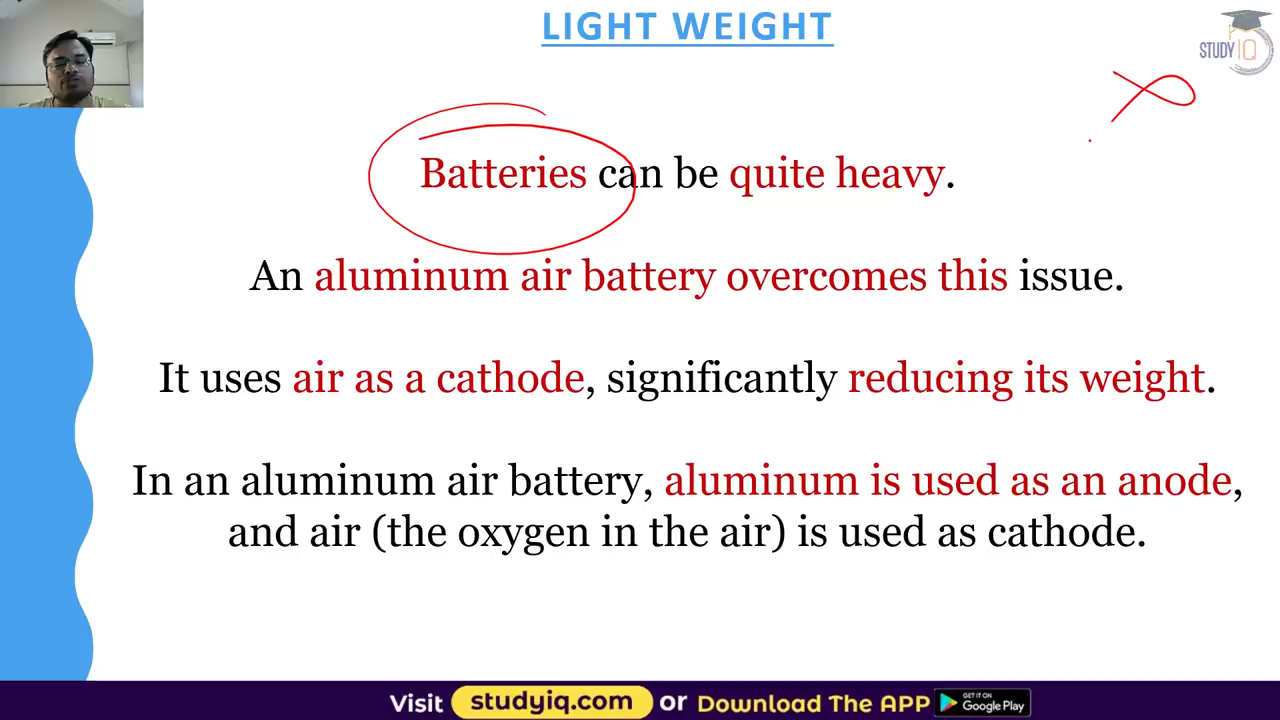 LIGHT WEIGHT
STUDY IQ
Batteries can be quite heavy.
An aluminum air battery overcomes this issue.
It uses air as a cathode, significantly reducing its weight.
In an aluminum air battery, aluminum is used as an anode,
and air (the oxygen in the air) is used as cathode.
Visit studyiq.com or Download The APP GET IT ON Google Play